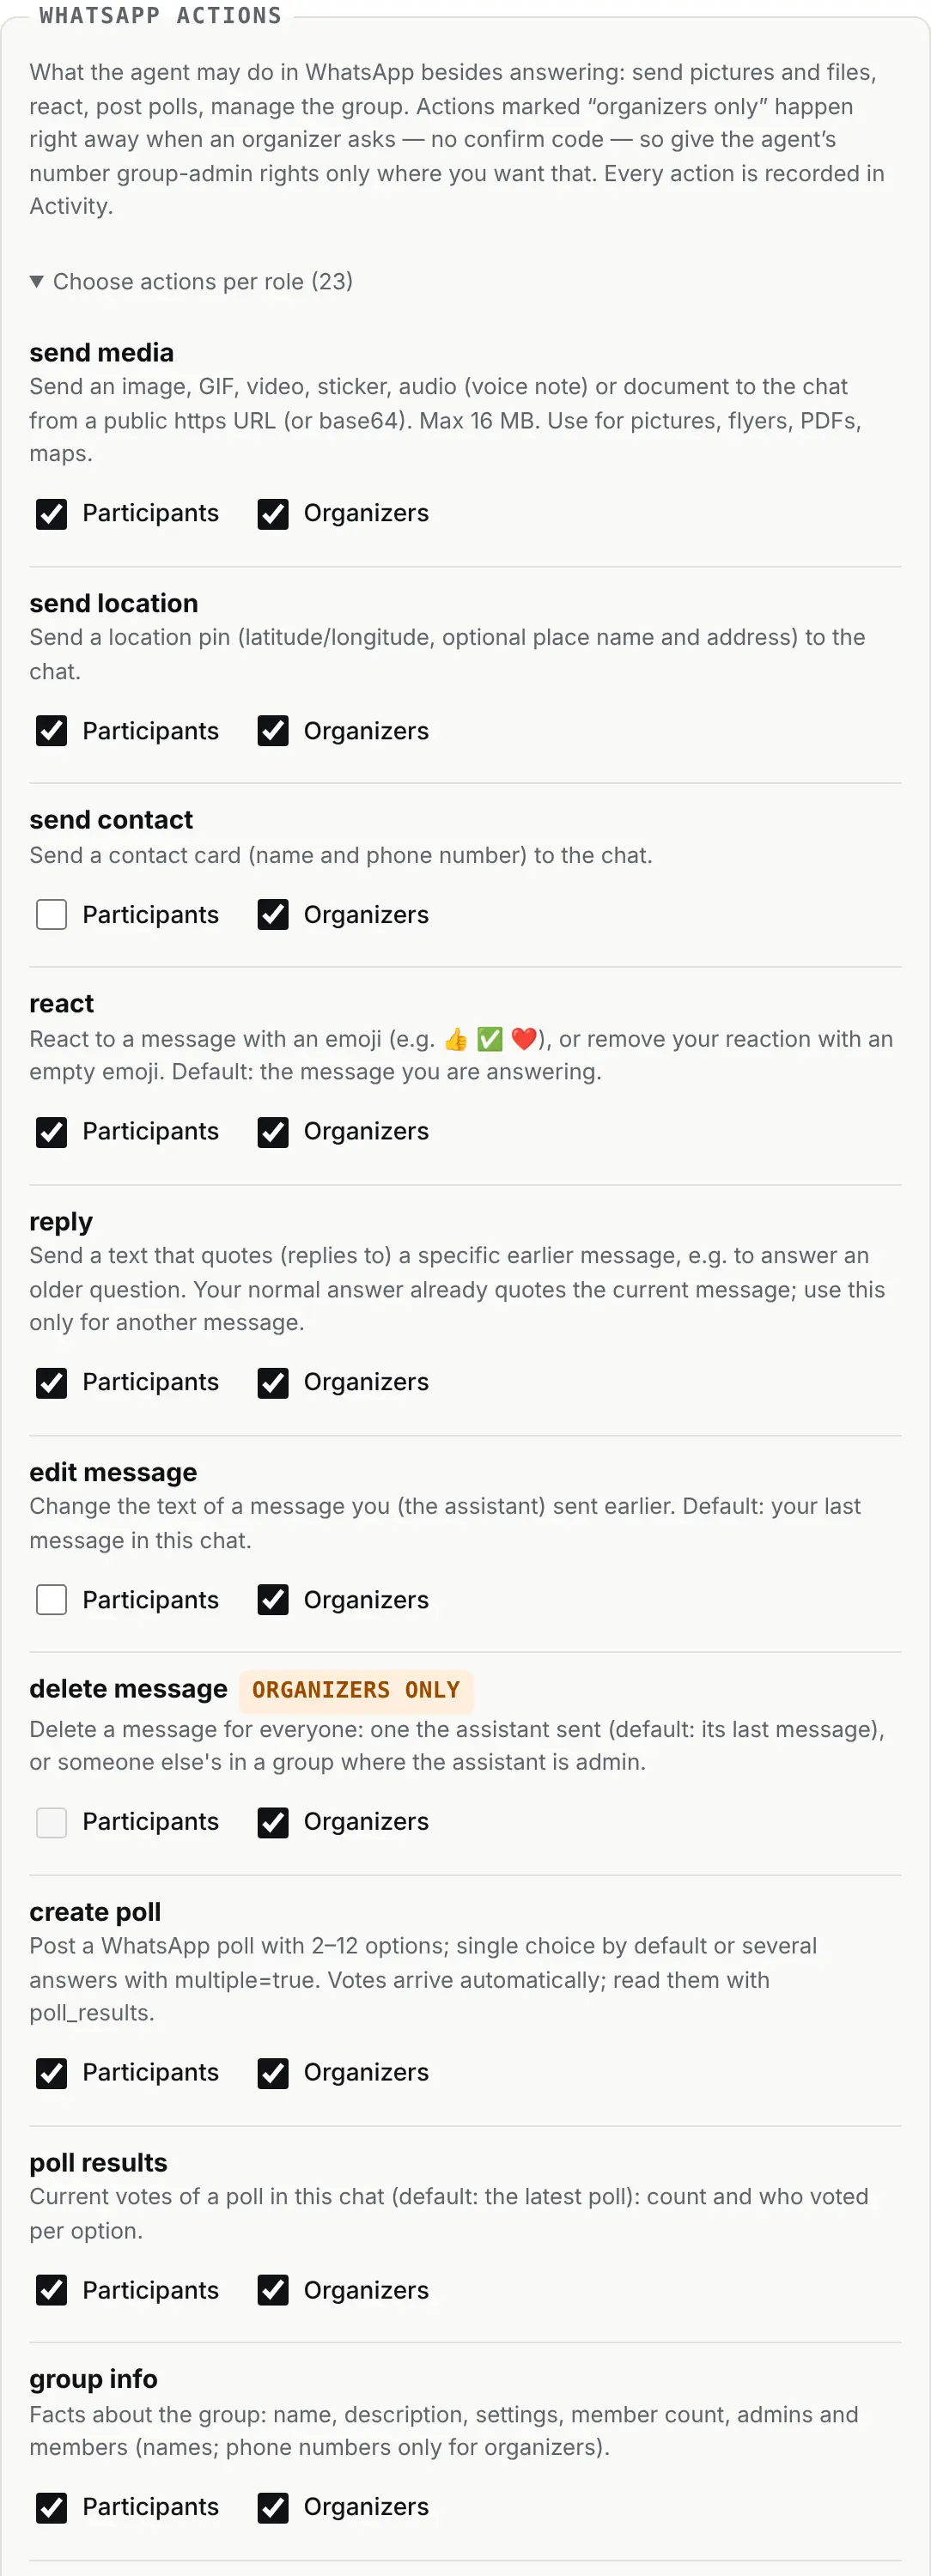 WHATSAPP ACTIONS
What the agent may do in WhatsApp besides answering: send pictures and files,
react, post polls, manage the group. Actions marked “organizers only” happen
right away when an organizer asks — no confirm code — so give the agent’s
number group-admin rights only where you want that. Every action is recorded in
Activity.
▼ Choose actions per role (23)
send media
Send an image, GIF, video, sticker, audio (voice note) or document to the chat
from a public https URL (or base64). Max 16 MB. Use for pictures, flyers, PDFs,
maps.
Participants Organizers
send location
Send a location pin (latitude/longitude, optional place name and address) to the
chat.
Participants Organizers
send contact
Send a contact card (name and phone number) to the chat.
Participants Organizers
react
React to a message with an emoji (e.g. 👍 ✅ ❤️), or remove your reaction with an
empty emoji. Default: the message you are answering.
Participants Organizers
reply
Send a text that quotes (replies to) a specific earlier message, e.g. to answer an
older question. Your normal answer already quotes the current message; use this
only for another message.
Participants Organizers
edit message
Change the text of a message you (the assistant) sent earlier. Default: your last
message in this chat.
Participants Organizers
delete message ORGANIZERS ONLY
Delete a message for everyone: one the assistant sent (default: its last message),
or someone else's in a group where the assistant is admin.
Participants Organizers
create poll
Post a WhatsApp poll with 2–12 options; single choice by default or several
answers with multiple=true. Votes arrive automatically; read them with
poll_results.
Participants Organizers
poll results
Current votes of a poll in this chat (default: the latest poll): count and who voted
per option.
Participants Organizers
group info
Facts about the group: name, description, settings, member count, admins and
members (names; phone numbers only for organizers).
Participants Organizers